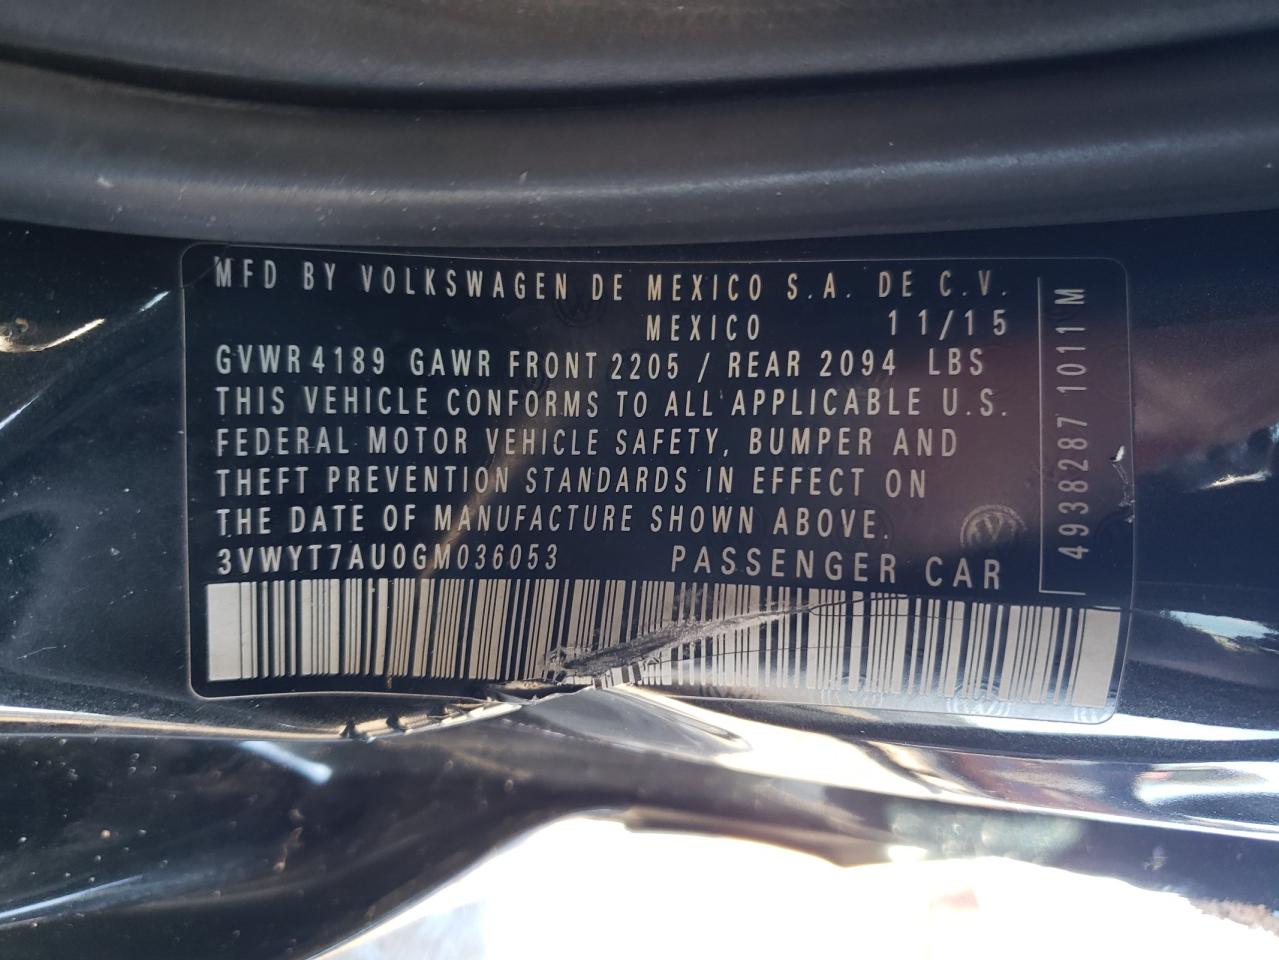 MFD BY VOLKSWAGEN DE MEXICO S.A. DE C.V.
MEXICO 11/15
GVWR 4189 GAWR FRONT 2205 / REAR 2094 LBS
THIS VEHICLE CONFORMS TO ALL APPLICABLE U.S.
FEDERAL MOTOR VEHICLE SAFETY, BUMPER AND
THEFT PREVENTION STANDARDS IN EFFECT ON
THE DATE OF MANUFACTURE SHOWN ABOVE.
3VWYT7AU0GM036053 PASSENGER CAR
4938287 1011 M